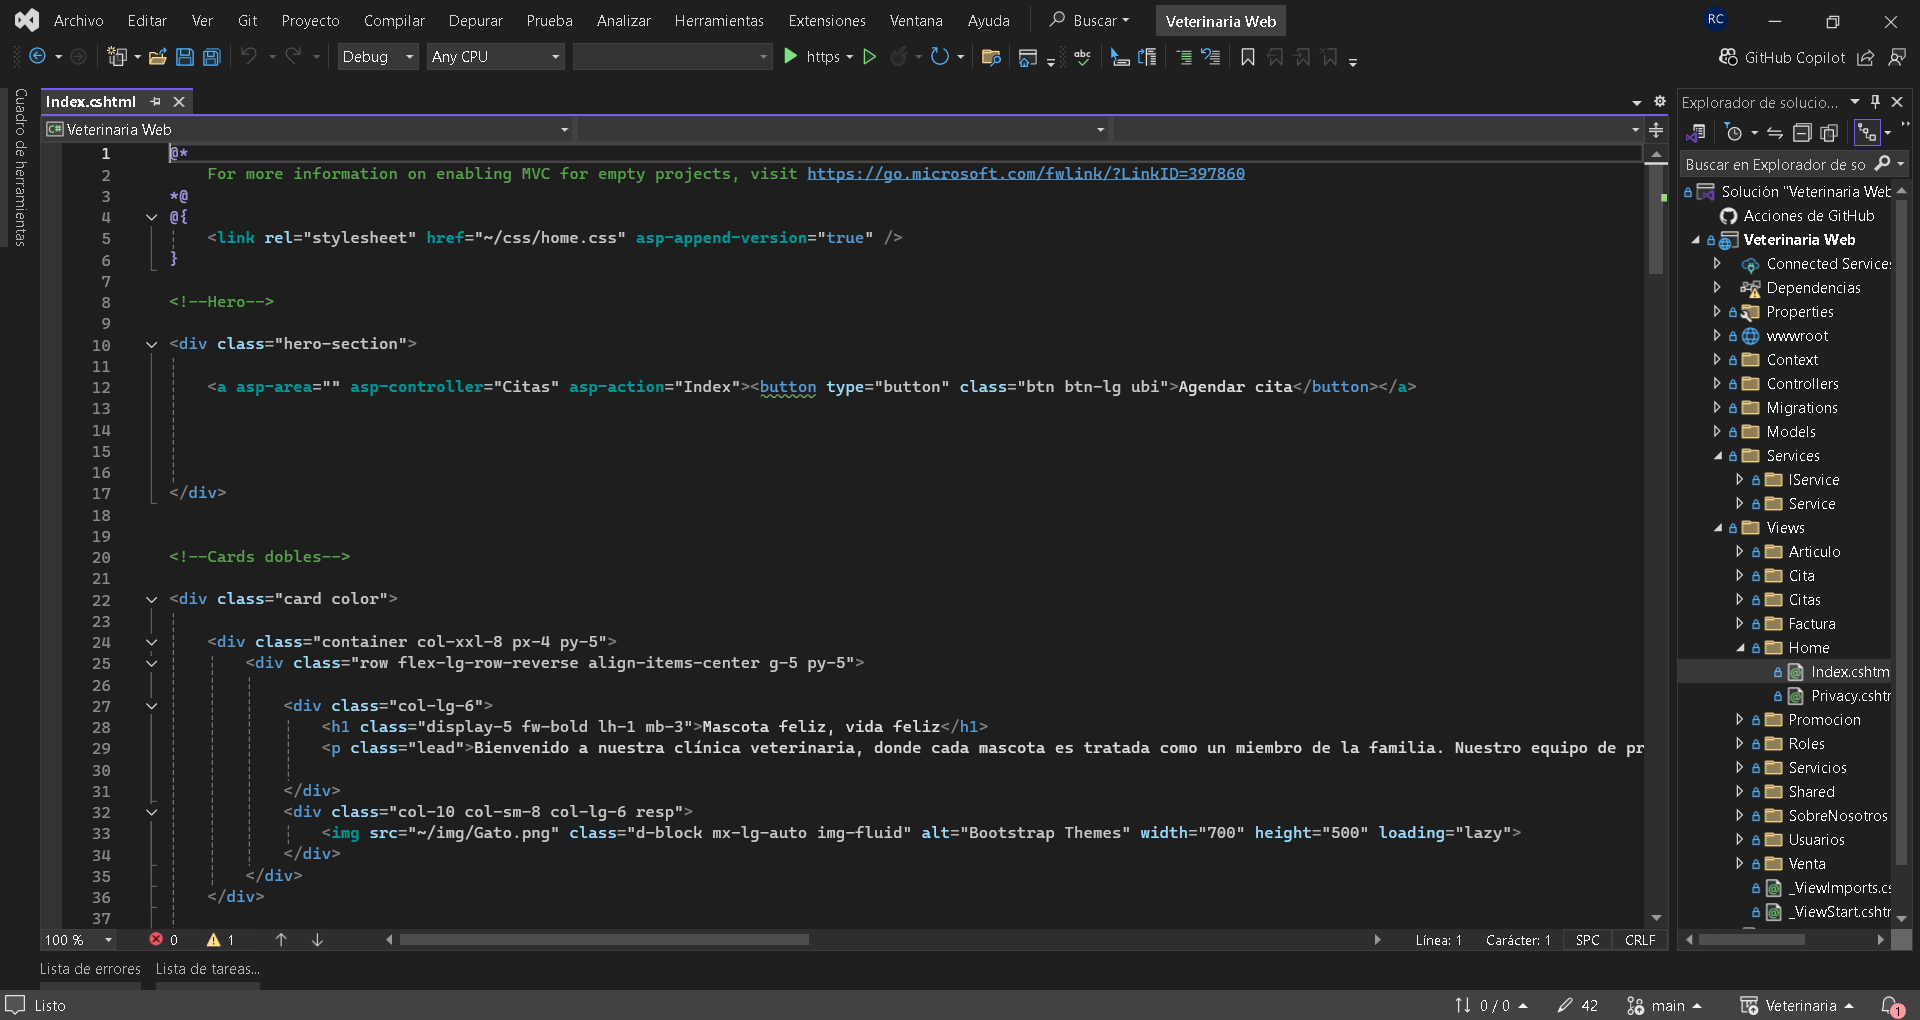 Archivo Editar Ver Git Proyecto Compilar Depurar Prueba Analizar Herramientas Extensiones Ventana Ayuda Buscar Veterinaria Web RC
Debug Any CPU https GitHub Copilot
Cuadro de herramientas
Index.cshtml
Veterinaria Web
1 @*
2 For more information on enabling MVC for empty projects, visit https://go.microsoft.com/fwlink/?LinkID=397860
3 *@
4 @{
5 <link rel="stylesheet" href="~/css/home.css" asp-append-version="true" />
6 }
7
8 <!--Hero-->
9
10 <div class="hero-section">
11
12 <a asp-area="" asp-controller="Citas" asp-action="Index"><button type="button" class="btn btn-lg ubi">Agendar cita</button></a>
13
14
15
16
17 </div>
18
19
20 <!--Cards dobles-->
21
22 <div class="card color">
23
24 <div class="container col-xxl-8 px-4 py-5">
25 <div class="row flex-lg-row-reverse align-items-center g-5 py-5">
26
27 <div class="col-lg-6">
28 <h1 class="display-5 fw-bold lh-1 mb-3">Mascota feliz, vida feliz</h1>
29 <p class="lead">Bienvenido a nuestra clínica veterinaria, donde cada mascota es tratada como un miembro de la familia. Nuestro equipo de pr
30
31 </div>
32 <div class="col-10 col-sm-8 col-lg-6 resp">
33 <img src="~/img/Gato.png" class="d-block mx-lg-auto img-fluid" alt="Bootstrap Themes" width="700" height="500" loading="lazy">
34 </div>
35 </div>
36 </div>
37
100 % 0 1 Línea: 1 Carácter: 1 SPC CRLF
Lista de errores Lista de tareas...
Explorador de solucio...
Buscar en Explorador de so
Solución "Veterinaria Web
Acciones de GitHub
Veterinaria Web
Connected Services
Dependencias
Properties
wwwroot
Context
Controllers
Migrations
Models
Services
IService
Service
Views
Articulo
Cita
Citas
Factura
Home
Index.cshtm
Privacy.cshtr
Promocion
Roles
Servicios
Shared
SobreNosotros
Usuarios
Venta
_ViewImports.cs
_ViewStart.cshtr
Listo 0 / 0 42 main Veterinaria 1